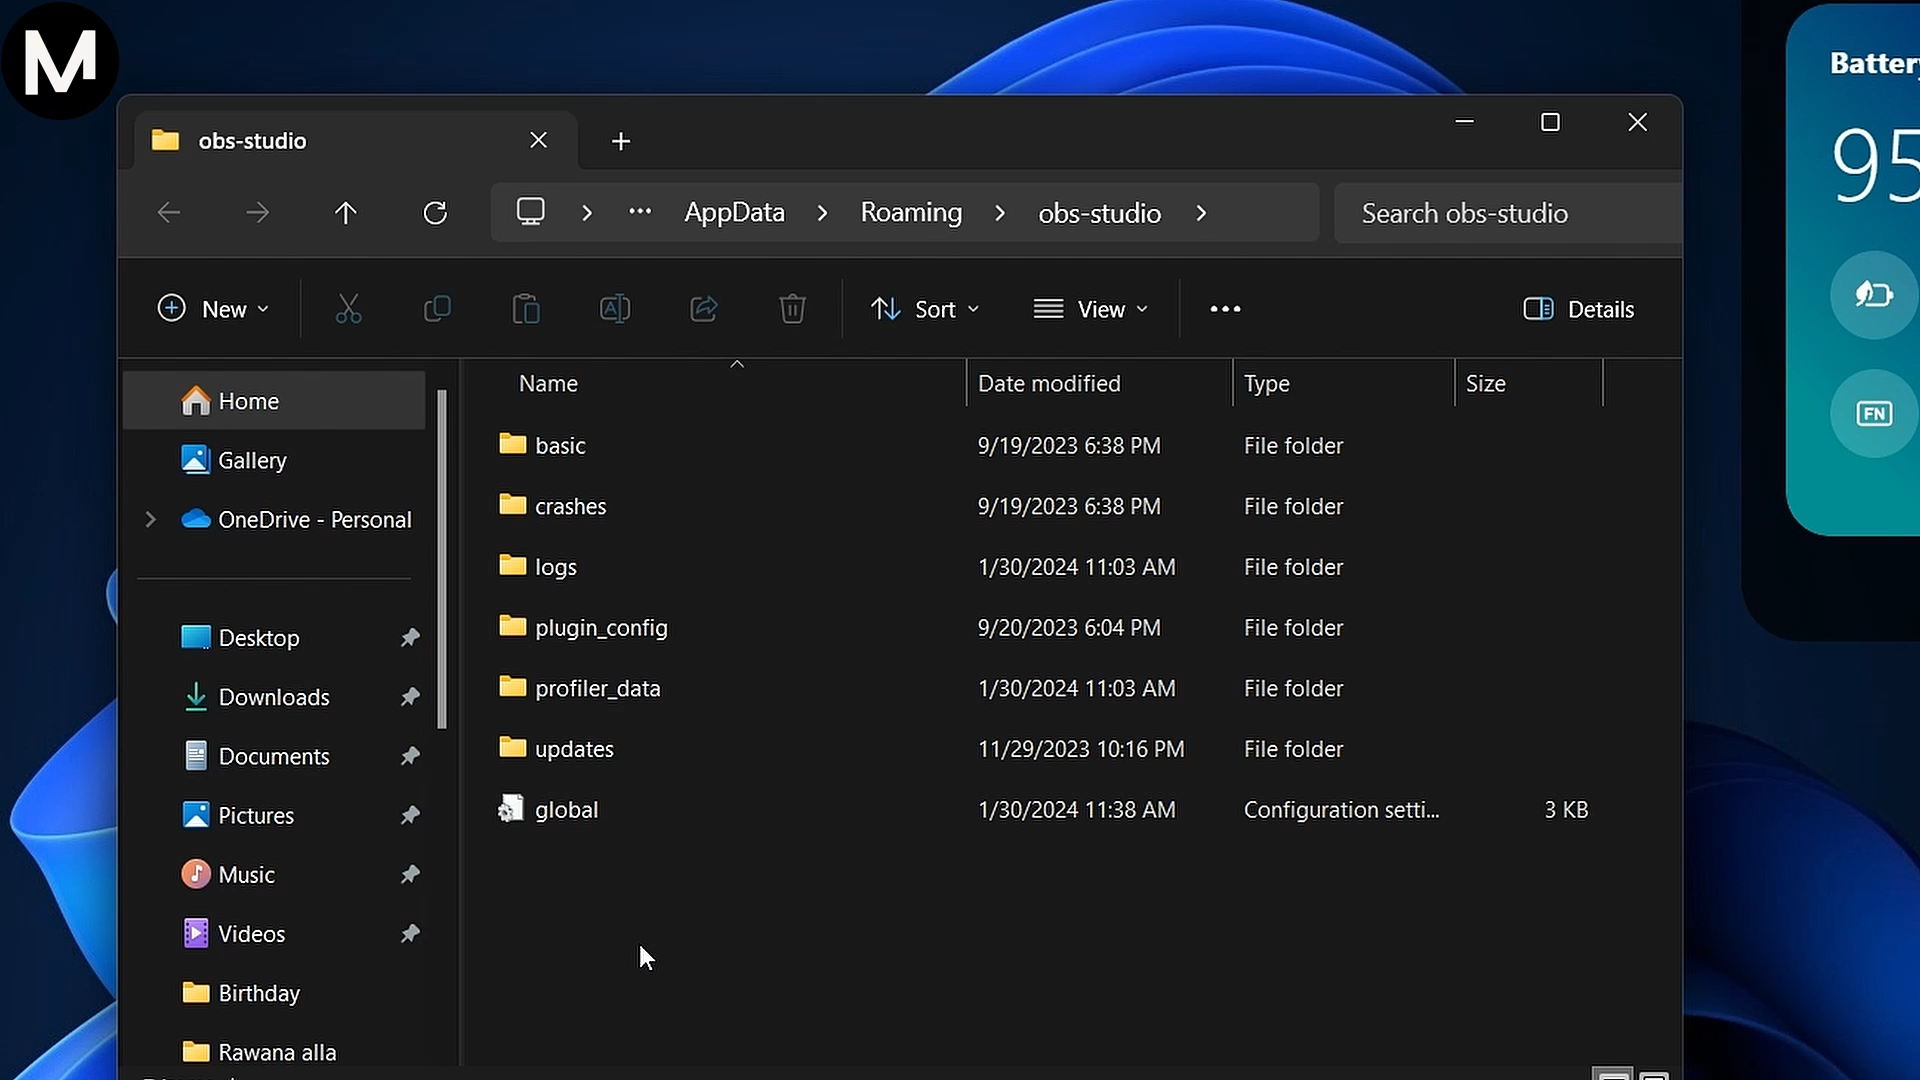 M
Battery
obs-studio
95
AppData
Roaming
obs-studio
Search obs-studio
New
Sort
View
Details
Name
Date modified
Type
Size
Home
Gallery
OneDrive - Personal
Desktop
Downloads
Documents
Pictures
Music
Videos
Birthday
Rawana alla
basic 9/19/2023 6:38 PM File folder
crashes 9/19/2023 6:38 PM File folder
logs 1/30/2024 11:03 AM File folder
plugin_config 9/20/2023 6:04 PM File folder
profiler_data 1/30/2024 11:03 AM File folder
updates 11/29/2023 10:16 PM File folder
global 1/30/2024 11:38 AM Configuration setti... 3 KB
FN